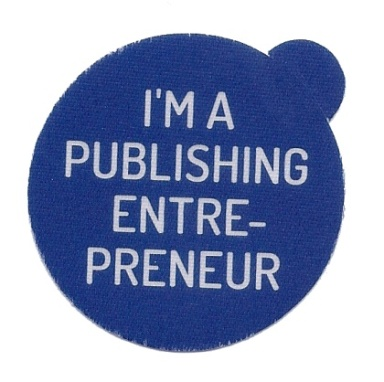 I'M A
PUBLISHING
ENTRE-
PRENEUR